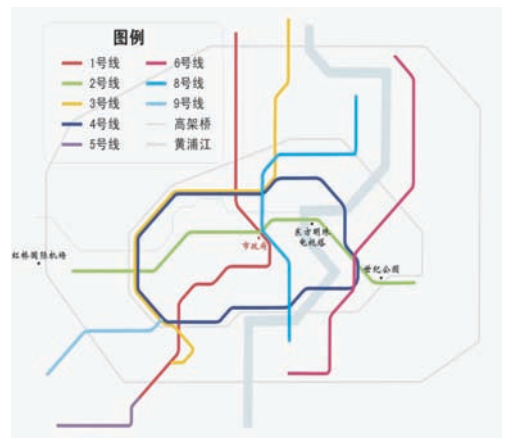 图例
1号线
2号线
3号线
4号线
5号线
6号线
8号线
9号线
高架桥
黄浦江
虹桥国际机场
市政府
东方明珠
电视塔
世纪公园